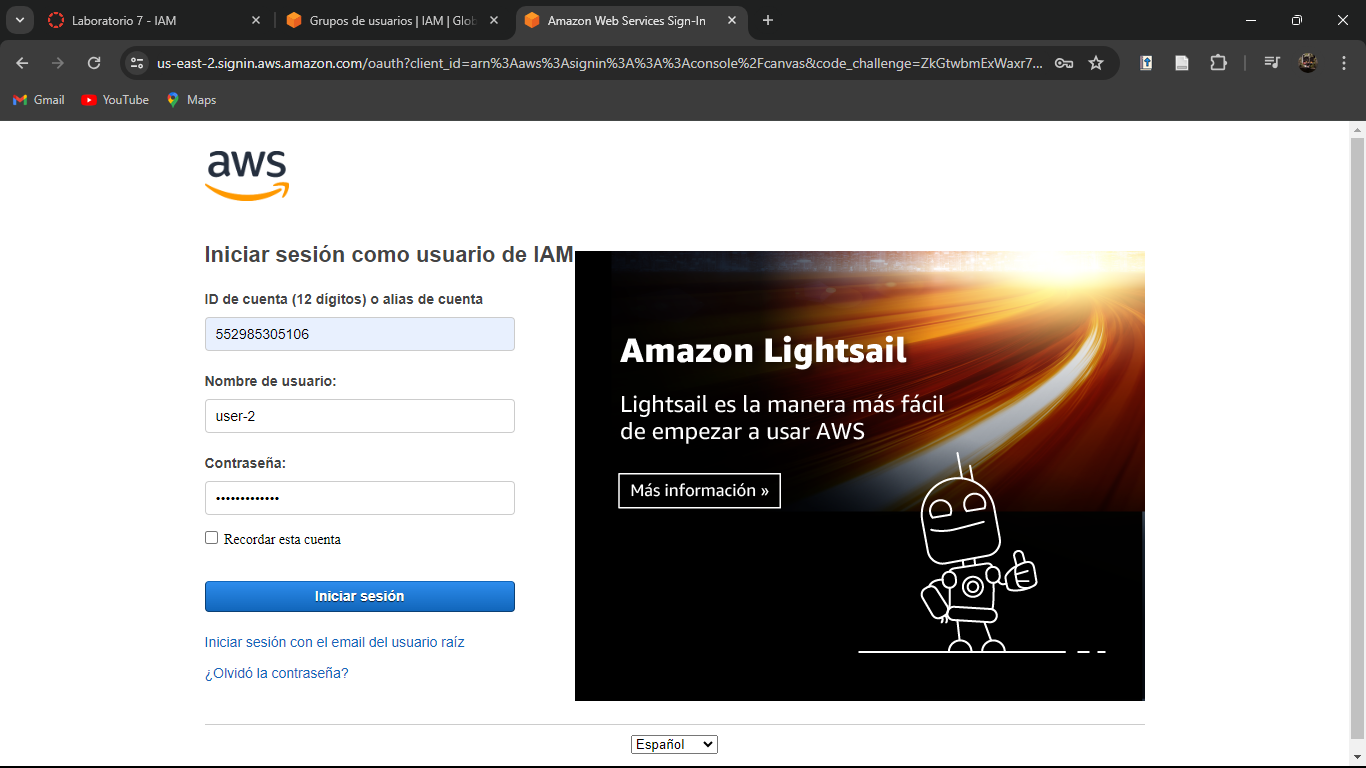 Laboratorio 7 - IAM
Grupos de usuarios | IAM | Glob
Amazon Web Services Sign-In
us-east-2.signin.aws.amazon.com/oauth?client_id=arn%3Aaws%3Asignin%3A%3A%3Aconsole%2Fcanvas&code_challenge=ZkGtwbmExWaxr7...
Gmail
YouTube
Maps
aws
Iniciar sesión como usuario de IAM
ID de cuenta (12 dígitos) o alias de cuenta
552985305106
Nombre de usuario:
user-2
Contraseña:
•••••••••••••
Recordar esta cuenta
Iniciar sesión
Iniciar sesión con el email del usuario raíz
¿Olvidó la contraseña?
Amazon Lightsail
Lightsail es la manera más fácil
de empezar a usar AWS
Más información »
Español